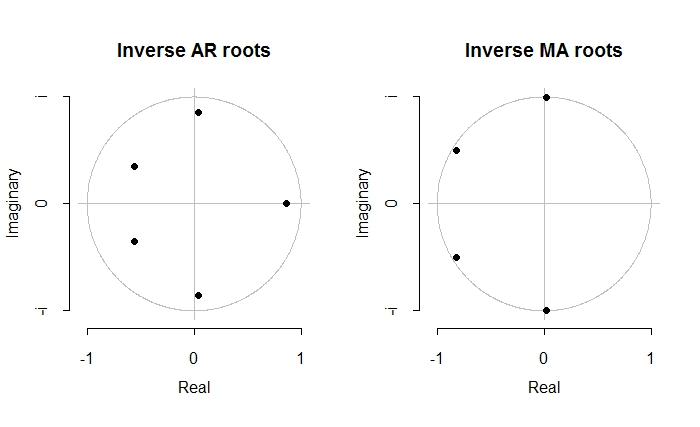 Inverse AR roots
Imaginary
i
0
-i
-1
0
1
Real
Inverse MA roots
Imaginary
i
0
-i
-1
0
1
Real